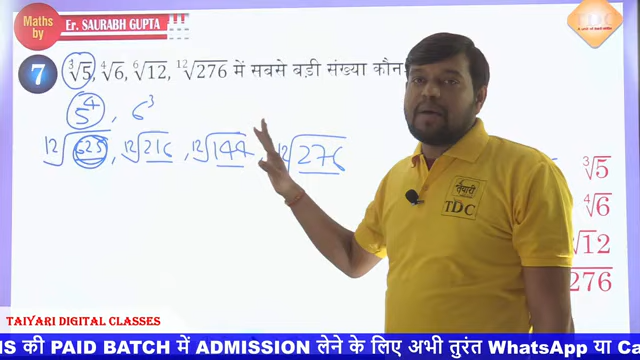 Maths by
Er. SAURABH GUPTA
TDC
7 ∛5, ∜6, ⁶√12, ¹²√276 में सबसे बड़ी संख्या कौन
5⁴, 6³
¹²√625, ¹²√216, ¹²√144, ¹²√276
तैयारी
TDC
∛5
∜6
√12
276
TAIYARI DIGITAL CLASSES
की PAID BATCH में ADMISSION लेने के लिए अभी तुरंत WhatsApp या